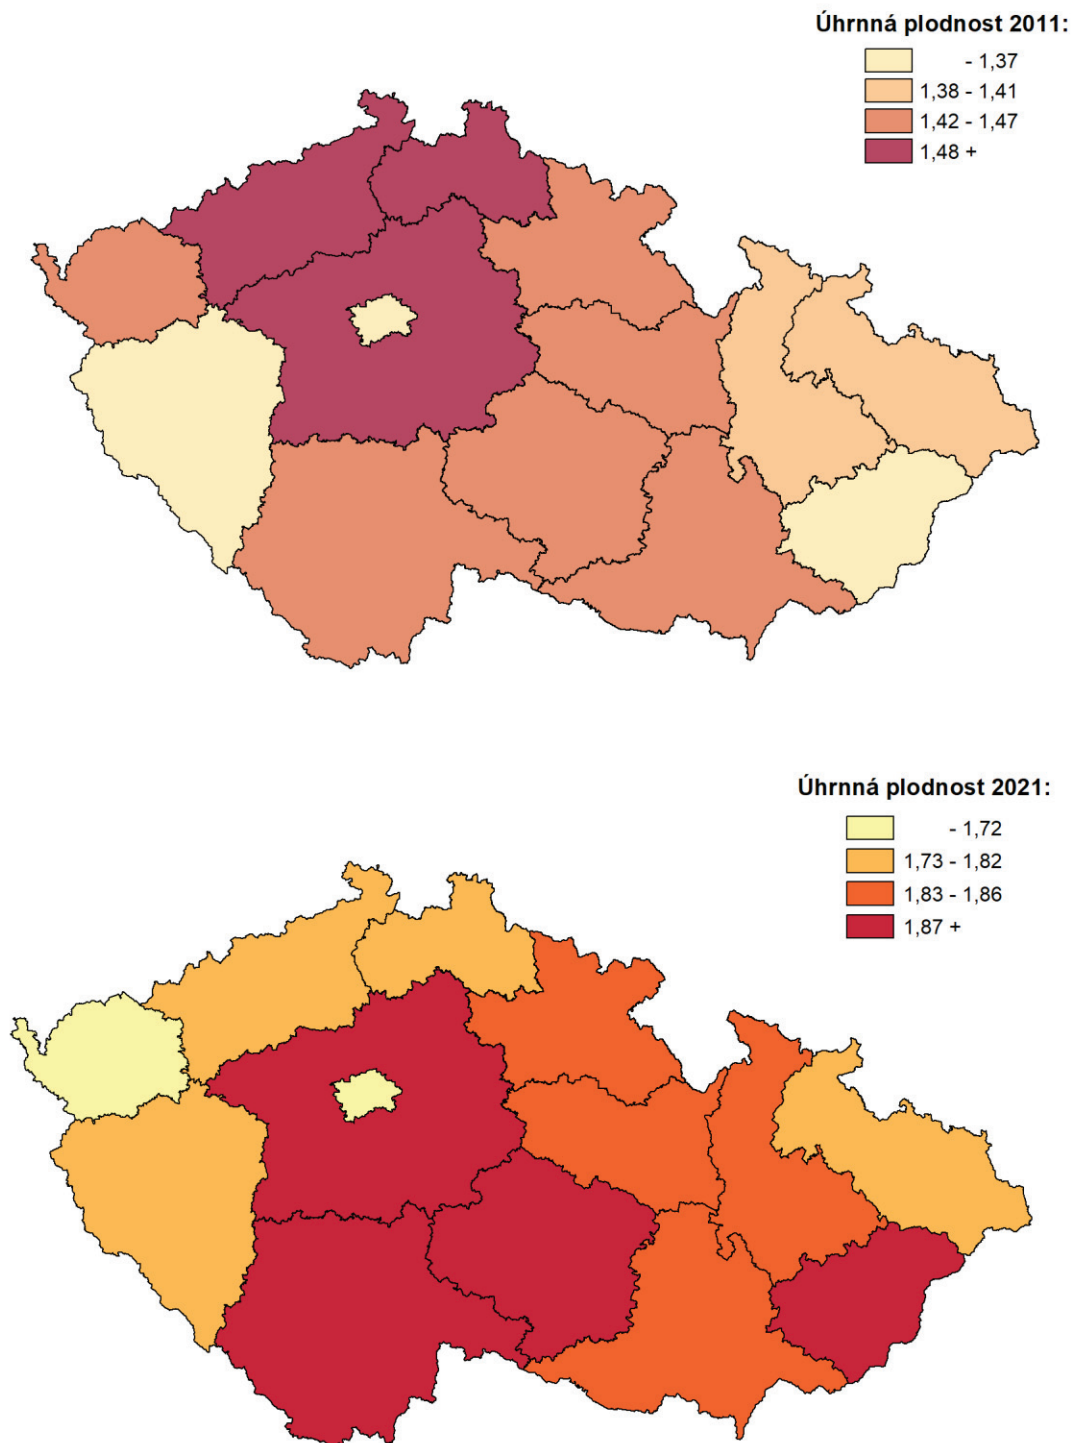 Úhrnná plodnost 2011:
- 1,37
1,38 - 1,41
1,42 - 1,47
1,48 +
Úhrnná plodnost 2021:
- 1,72
1,73 - 1,82
1,83 - 1,86
1,87 +